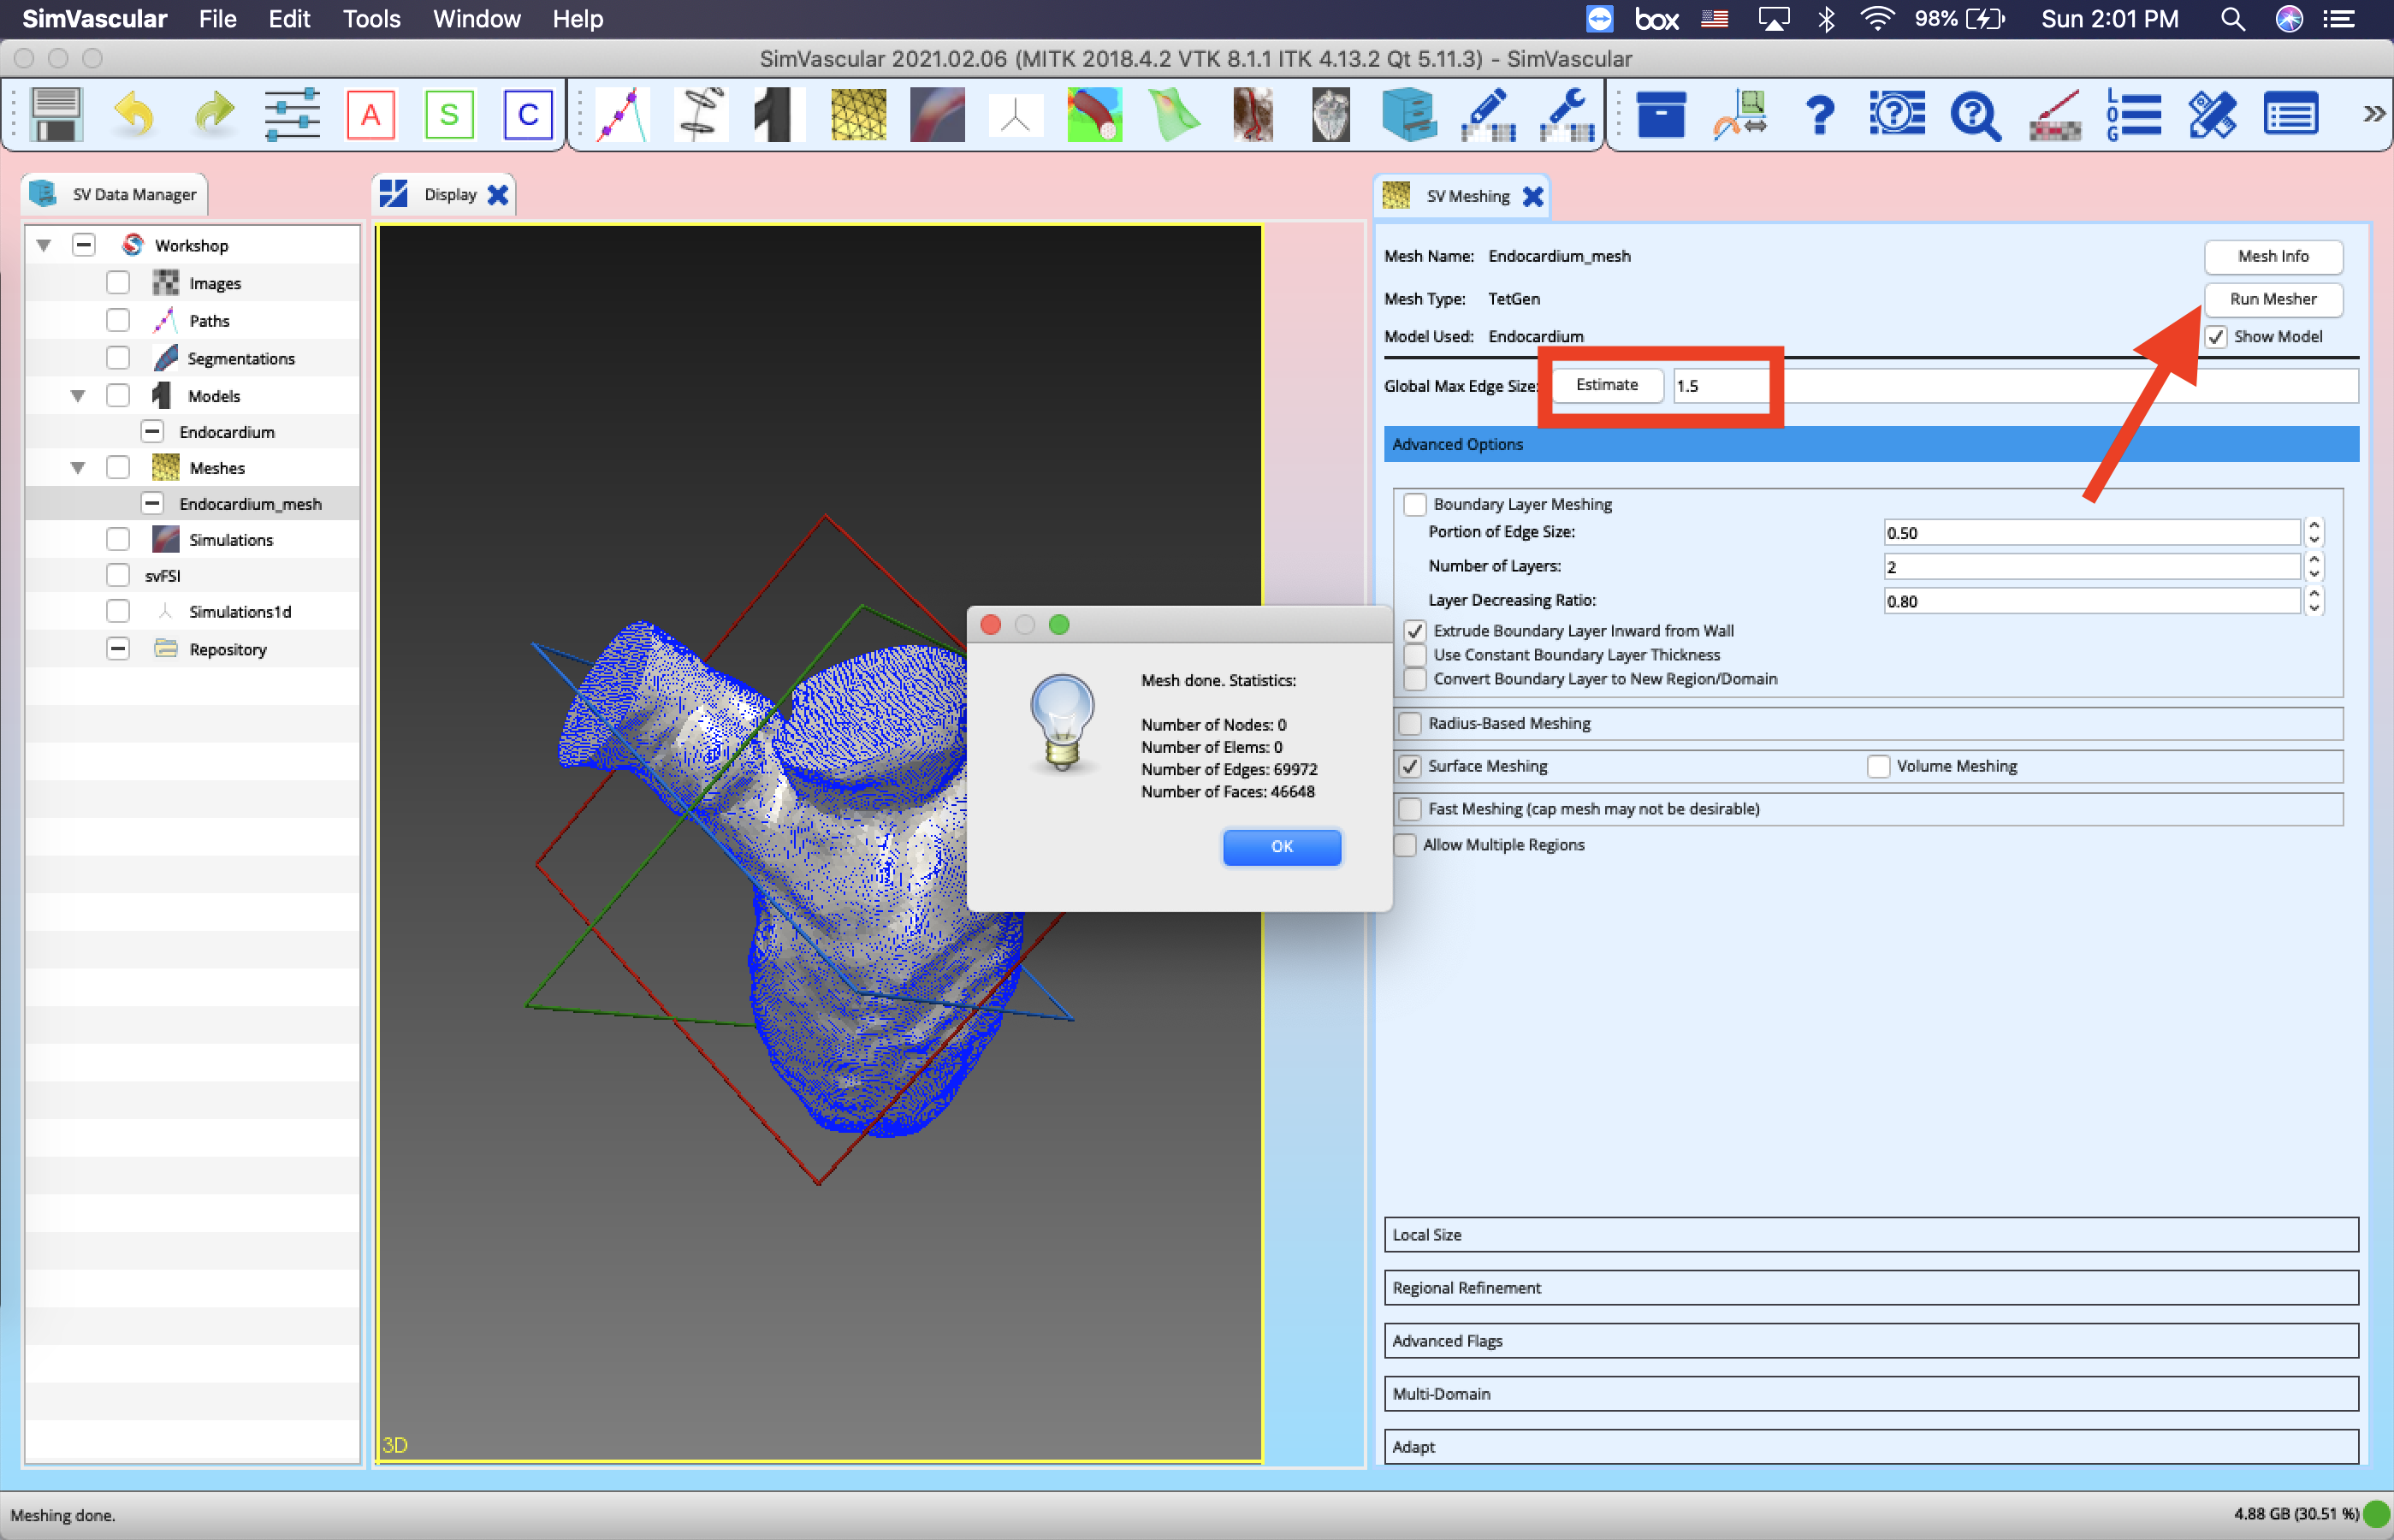 SimVascular File Edit Tools Window Help box 98% Sun 2:01 PM
SimVascular 2021.02.06 (MITK 2018.4.2 VTK 8.1.1 ITK 4.13.2 Qt 5.11.3) - SimVascular
A S C ? ? ? LOG »
SV Data Manager
Workshop
Images
Paths
Segmentations
Models
Endocardium
Meshes
Endocardium_mesh
Simulations
svFSI
Simulations1d
Repository
Display
3D
Mesh done. Statistics:
Number of Nodes: 0
Number of Elems: 0
Number of Edges: 69972
Number of Faces: 46648
OK
SV Meshing
Mesh Name: Endocardium_mesh Mesh Info
Mesh Type: TetGen Run Mesher
Model Used: Endocardium Show Model
Global Max Edge Size: Estimate 1.5
Advanced Options
Boundary Layer Meshing
Portion of Edge Size: 0.50
Number of Layers: 2
Layer Decreasing Ratio: 0.80
Extrude Boundary Layer Inward from Wall
Use Constant Boundary Layer Thickness
Convert Boundary Layer to New Region/Domain
Radius-Based Meshing
Surface Meshing Volume Meshing
Fast Meshing (cap mesh may not be desirable)
Allow Multiple Regions
Local Size
Regional Refinement
Advanced Flags
Multi-Domain
Adapt
Meshing done. 4.88 GB (30.51 %)